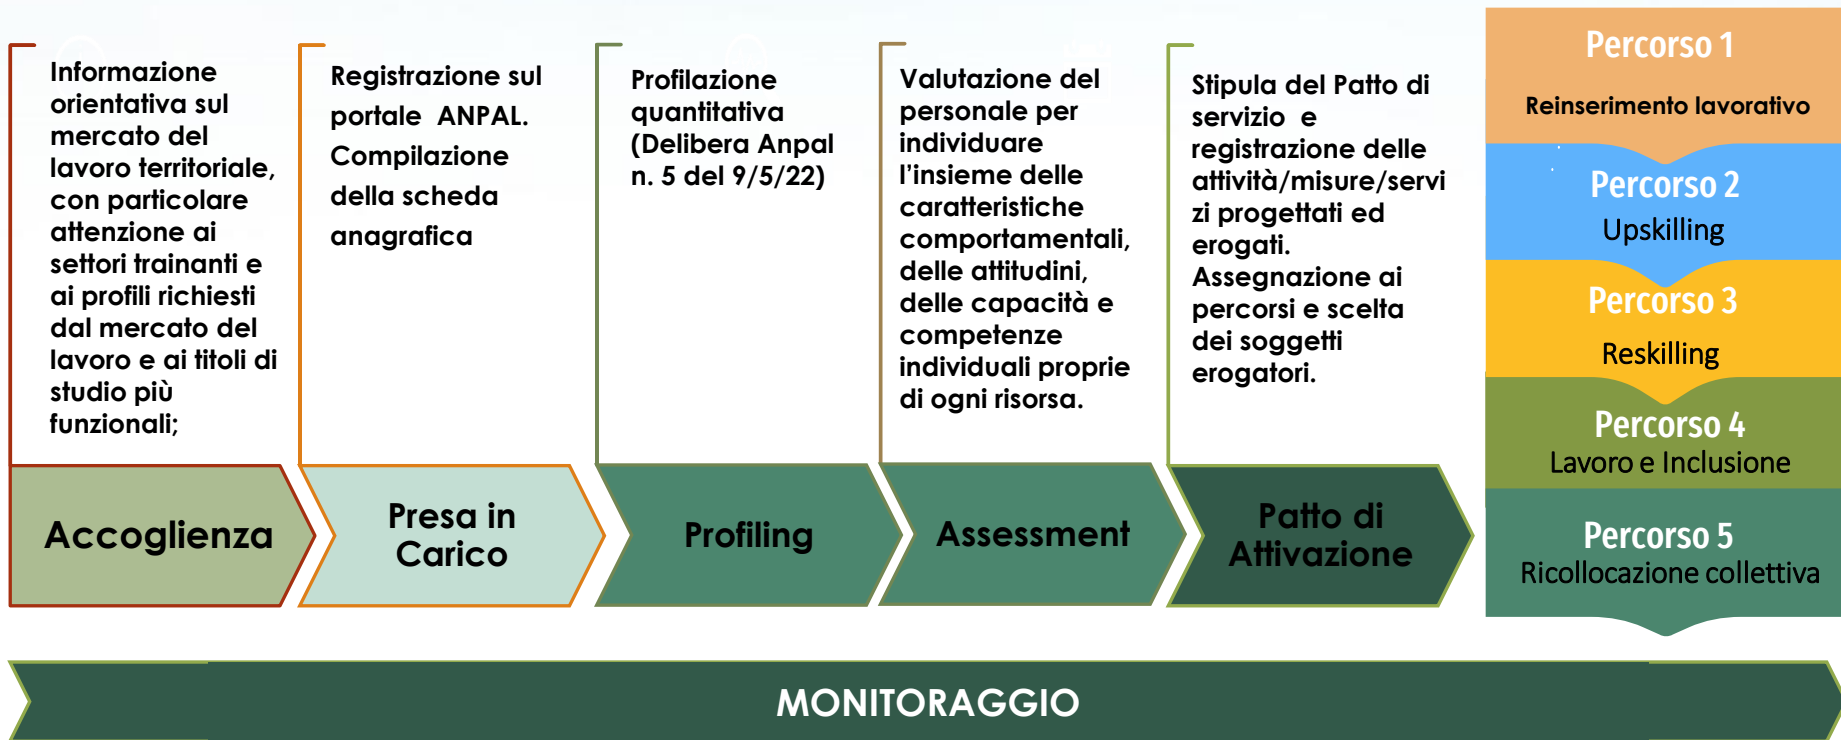 Informazione
orientativa sul
mercato del
lavoro territoriale,
con particolare
attenzione ai
settori trainanti e
ai profili richiesti
dal mercato del
lavoro e ai titoli di
studio più
funzionali;
Accoglienza
Registrazione sul
portale ANPAL.
Compilazione
della scheda
anagrafica
Presa in
Carico
Profilazione
quantitativa
(Delibera Anpal
n. 5 del 9/5/22)
Profiling
Valutazione del
personale per
individuare
l'insieme delle
caratteristiche
comportamentali,
delle attitudini,
delle capacità e
competenze
individuali proprie
di ogni risorsa.
Assessment
Stipula del Patto di
servizio e
registrazione delle
attività/misure/servi
zi progettati ed
erogati.
Assegnazione ai
percorsi e scelta
dei soggetti
erogatori.
Patto di
Attivazione
Percorso 1
Reinserimento lavorativo
Percorso 2
Upskilling
Percorso 3
Reskilling
Percorso 4
Lavoro e Inclusione
Percorso 5
Ricollocazione collettiva
MONITORAGGIO